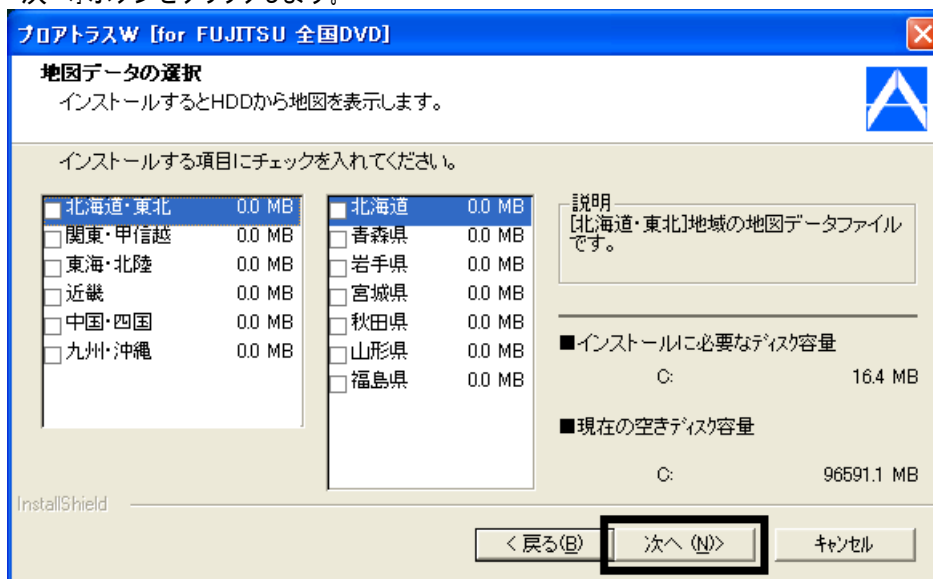 プロアトラスW [for FUJITSU 全国DVD]
地図データの選択
インストールするとHDDから地図を表示します。
インストールする項目にチェックを入れてください。
北海道・東北 0.0 MB
関東・甲信越 0.0 MB
東海・北陸 0.0 MB
近畿 0.0 MB
中国・四国 0.0 MB
九州・沖縄 0.0 MB
北海道 0.0 MB
青森県 0.0 MB
岩手県 0.0 MB
宮城県 0.0 MB
秋田県 0.0 MB
山形県 0.0 MB
福島県 0.0 MB
説明
[北海道・東北]地域の地図データファイル
です。
■インストールに必要なディスク容量
C: 16.4 MB
■現在の空きディスク容量
C: 96591.1 MB
InstallShield
< 戻る(B)
次へ (N)>
キャンセル